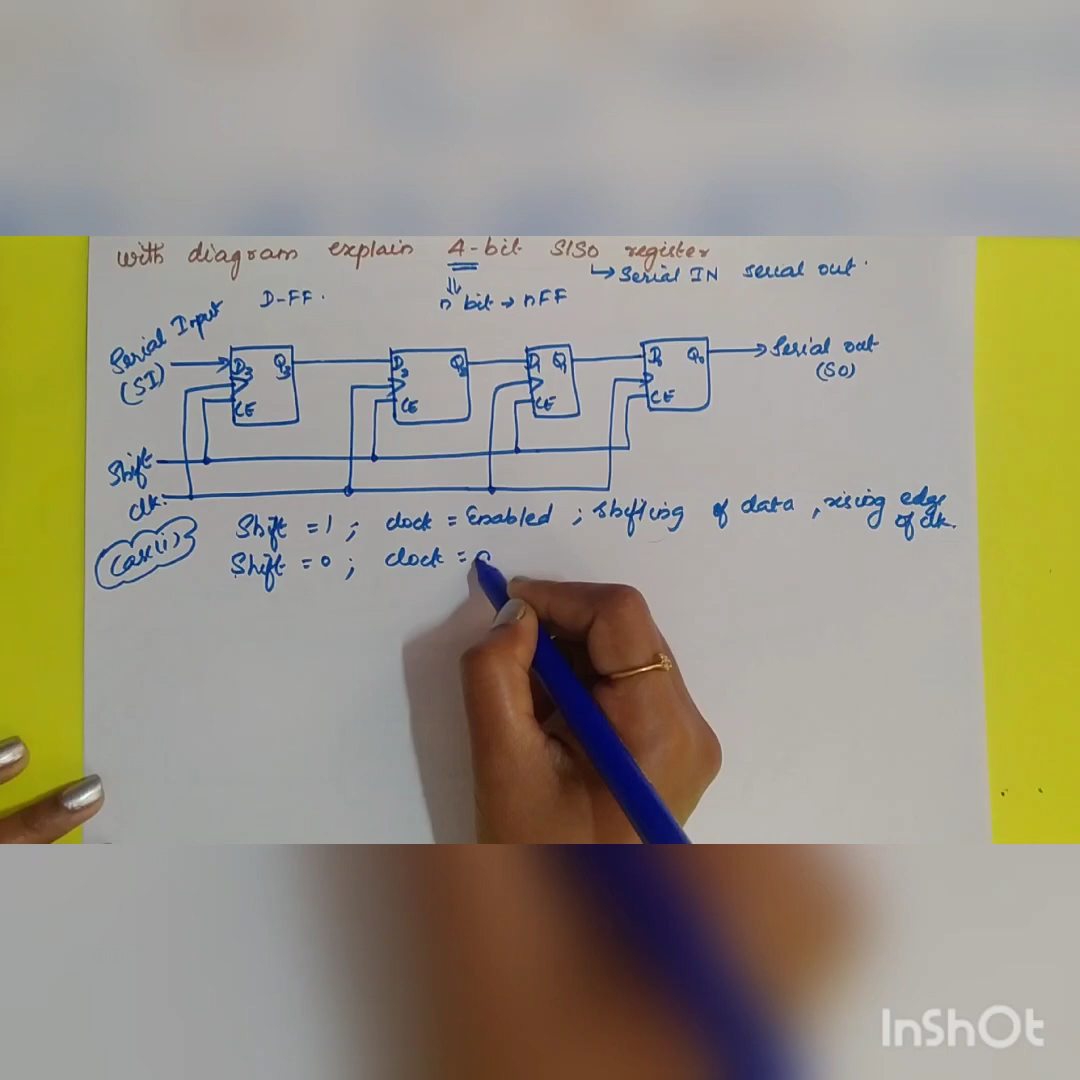 with diagram explain 4-bit SISO register
↳ Serial IN serial out.
D-FF.
n bit → nFF
Serial Input
(SI)
D3 Q3
CE
D3 Q2
CE
D1 Q1
CE
D0 Q0
CE
Serial out
(SO)
Shift
clk.
Case(i)
Shift = 1 ; clock = Enabled ; shifting of data , rising edge
of clk.
Shift = 0 ; clock =
InShOt